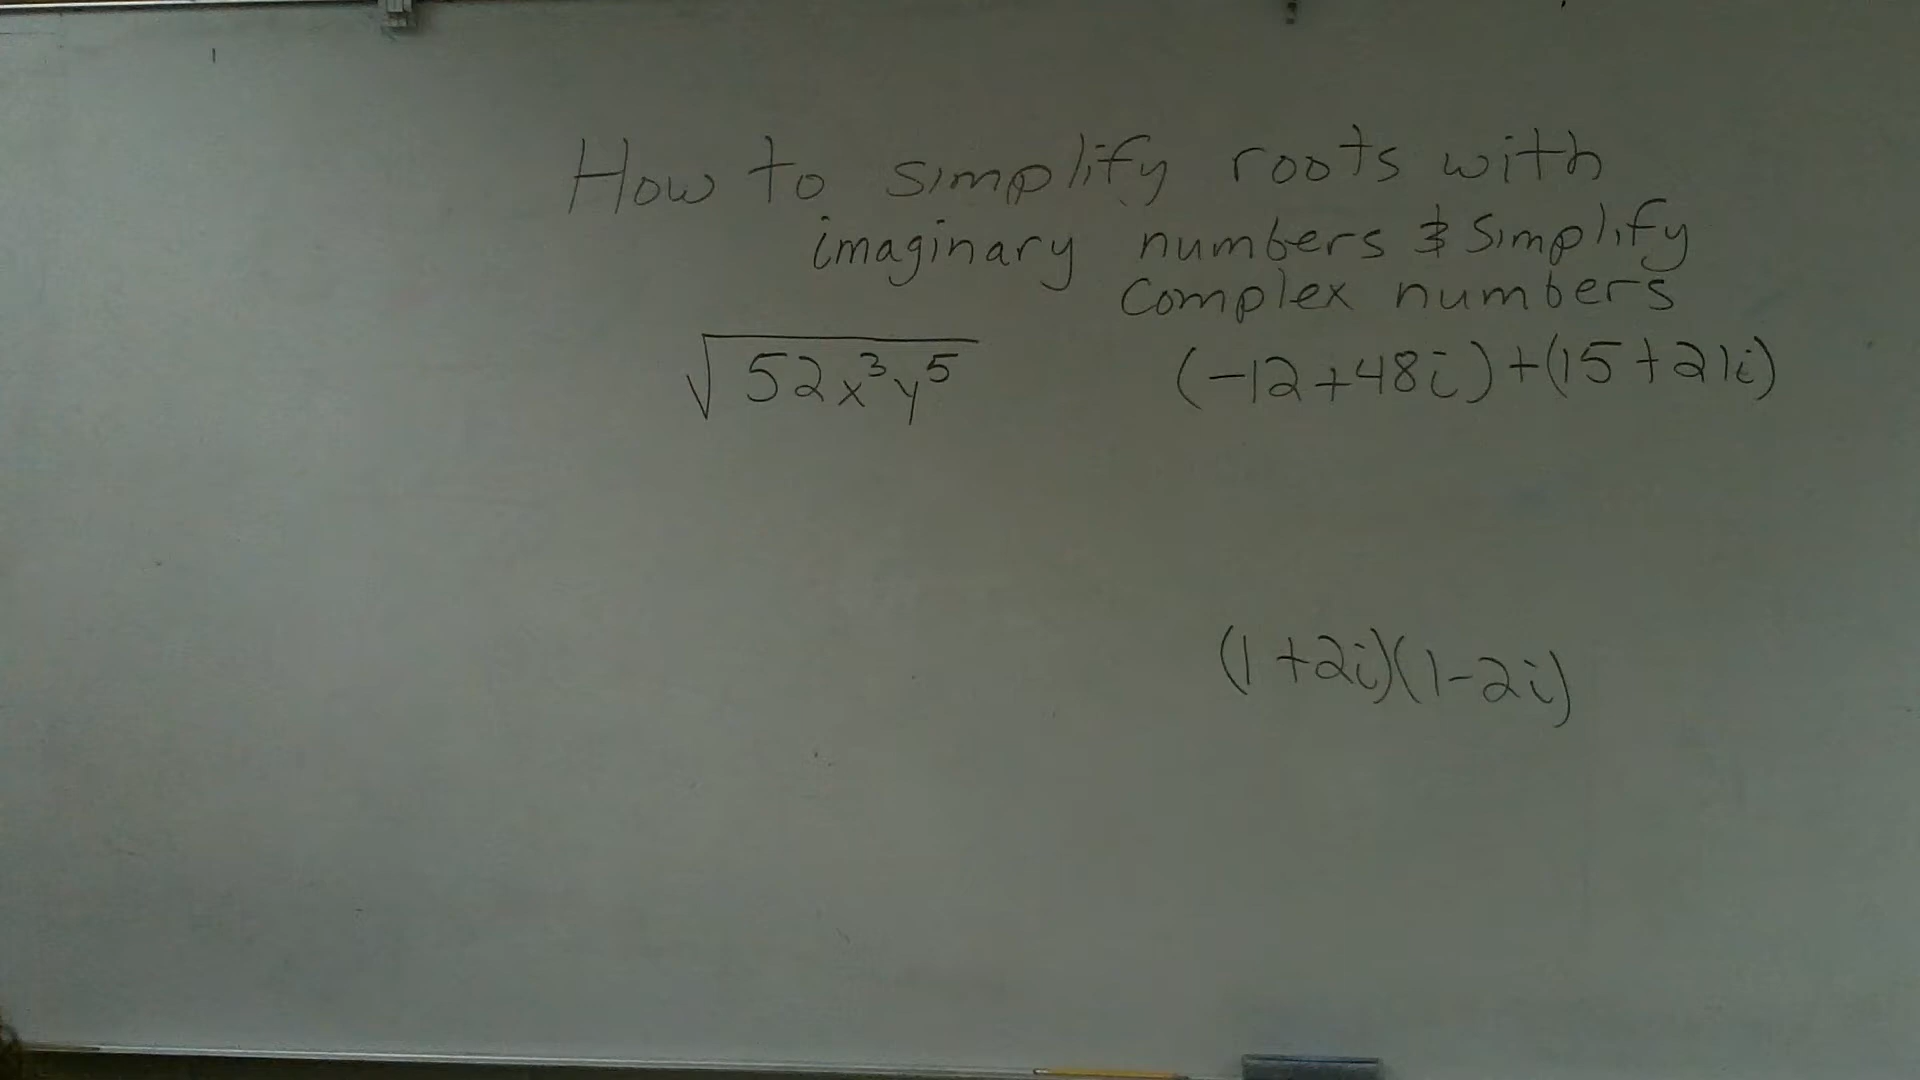 How to simplify roots with
imaginary numbers & simplify
complex numbers
√52x³y⁵ (-12+48i)+(15+21i)
(1+2i)(1-2i)